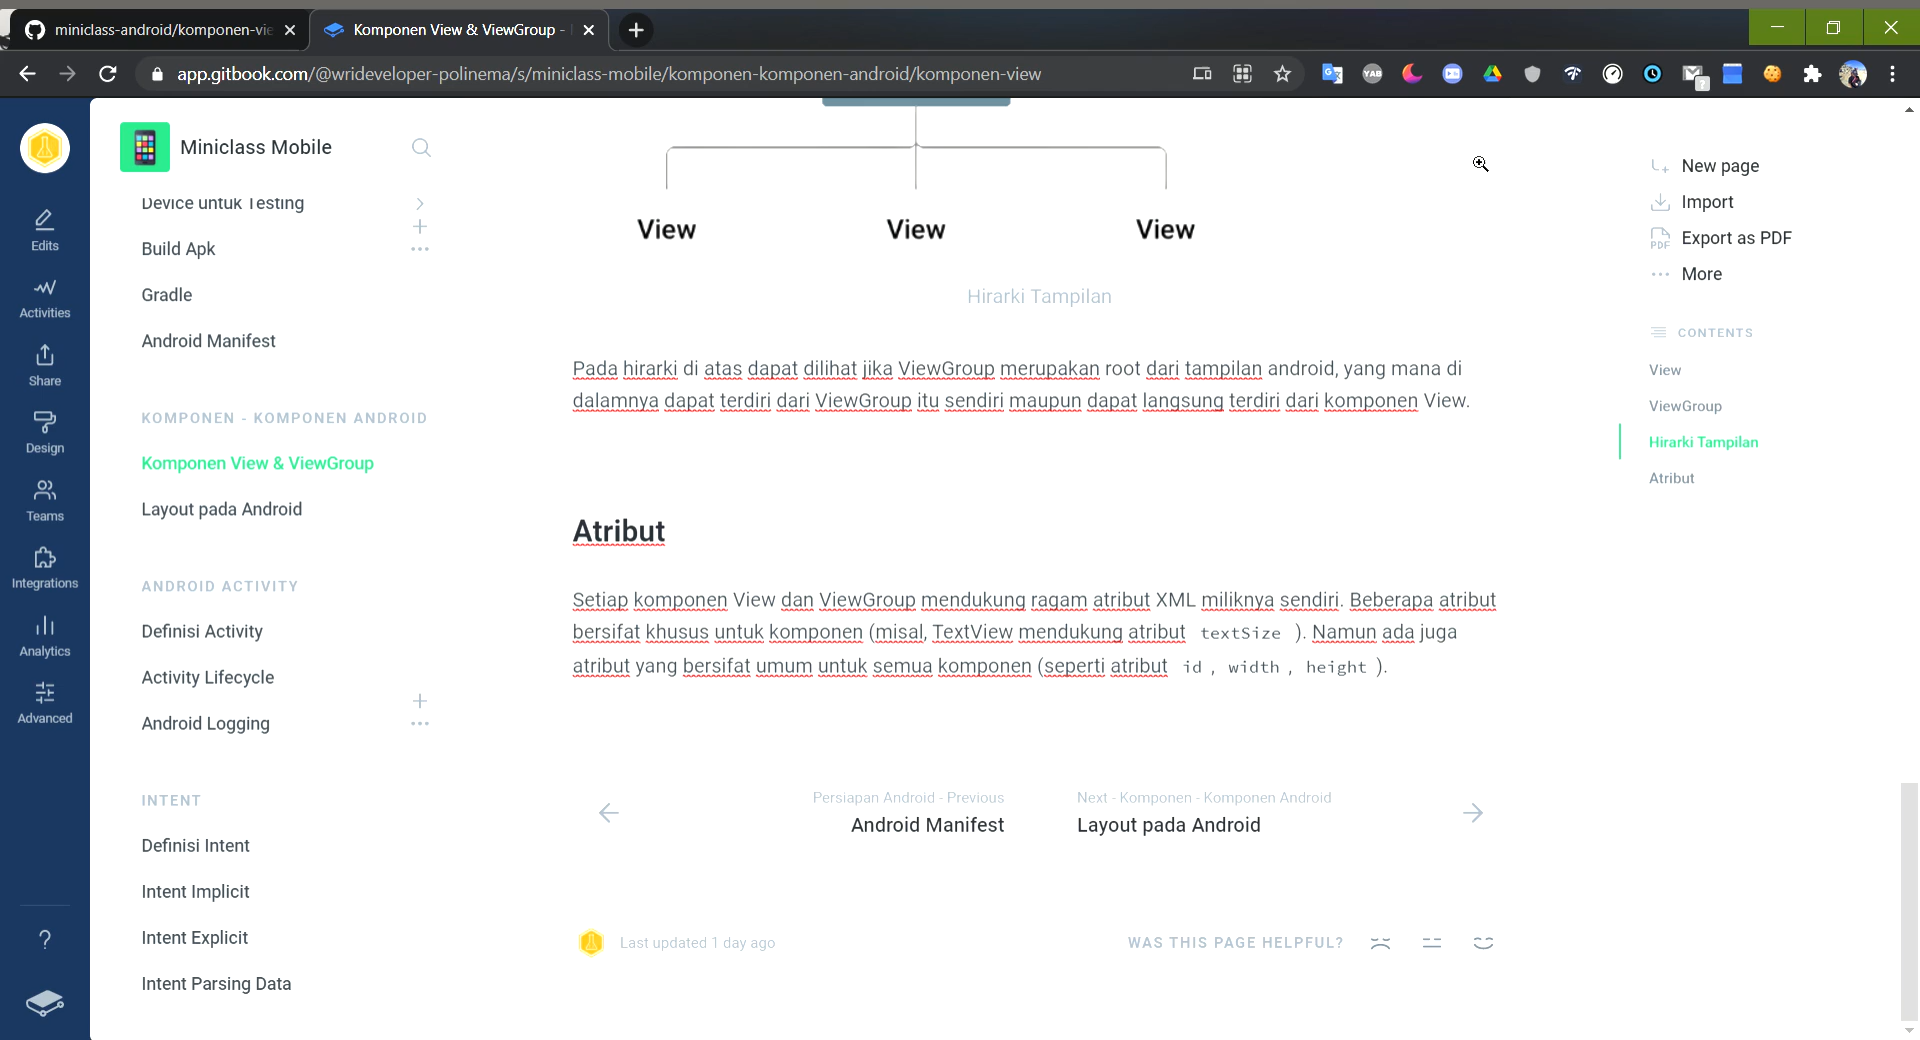 miniclass-android/komponen-vie
Komponen View & ViewGroup -
app.gitbook.com/@wrideveloper-polinema/s/miniclass-mobile/komponen-komponen-android/komponen-view
Edits
Activities
Share
Design
Teams
Integrations
Analytics
Advanced
Miniclass Mobile
Device untuk Testing
Build Apk
Gradle
Android Manifest
KOMPONEN - KOMPONEN ANDROID
Komponen View & ViewGroup
Layout pada Android
ANDROID ACTIVITY
Definisi Activity
Activity Lifecycle
Android Logging
INTENT
Definisi Intent
Intent Implicit
Intent Explicit
Intent Parsing Data
View View View
Hirarki Tampilan
Pada hirarki di atas dapat dilihat jika ViewGroup merupakan root dari tampilan android, yang mana di
dalamnya dapat terdiri dari ViewGroup itu sendiri maupun dapat langsung terdiri dari komponen View.
Atribut
Setiap komponen View dan ViewGroup mendukung ragam atribut XML miliknya sendiri. Beberapa atribut
bersifat khusus untuk komponen (misal, TextView mendukung atribut textSize ). Namun ada juga
atribut yang bersifat umum untuk semua komponen (seperti atribut id , width , height ).
Persiapan Android - Previous
Android Manifest
Next - Komponen - Komponen Android
Layout pada Android
Last updated 1 day ago
WAS THIS PAGE HELPFUL?
New page
Import
PDF Export as PDF
More
CONTENTS
View
ViewGroup
Hirarki Tampilan
Atribut